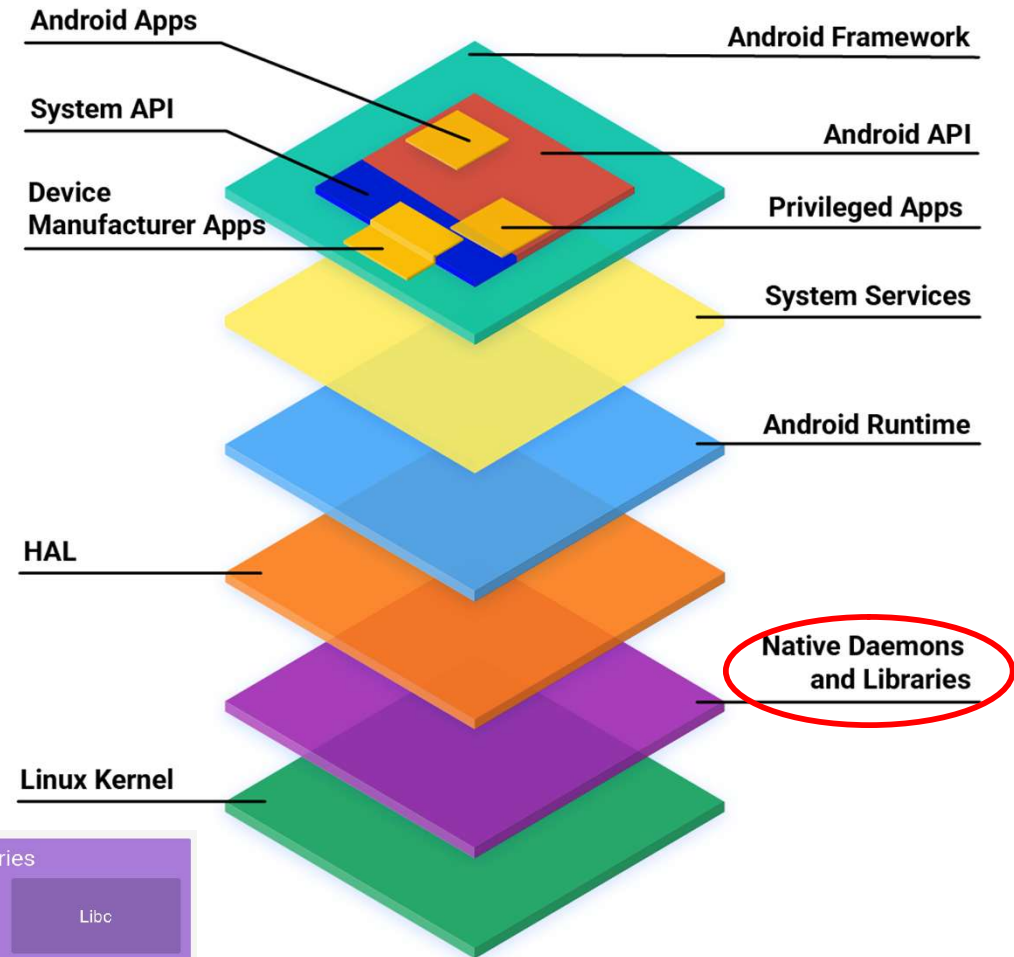 Android Apps
Android Framework
System API
Android API
Device
Manufacturer Apps
Privileged Apps
System Services
Android Runtime
HAL
Native Daemons
and Libraries
Linux Kernel
ries
Libc